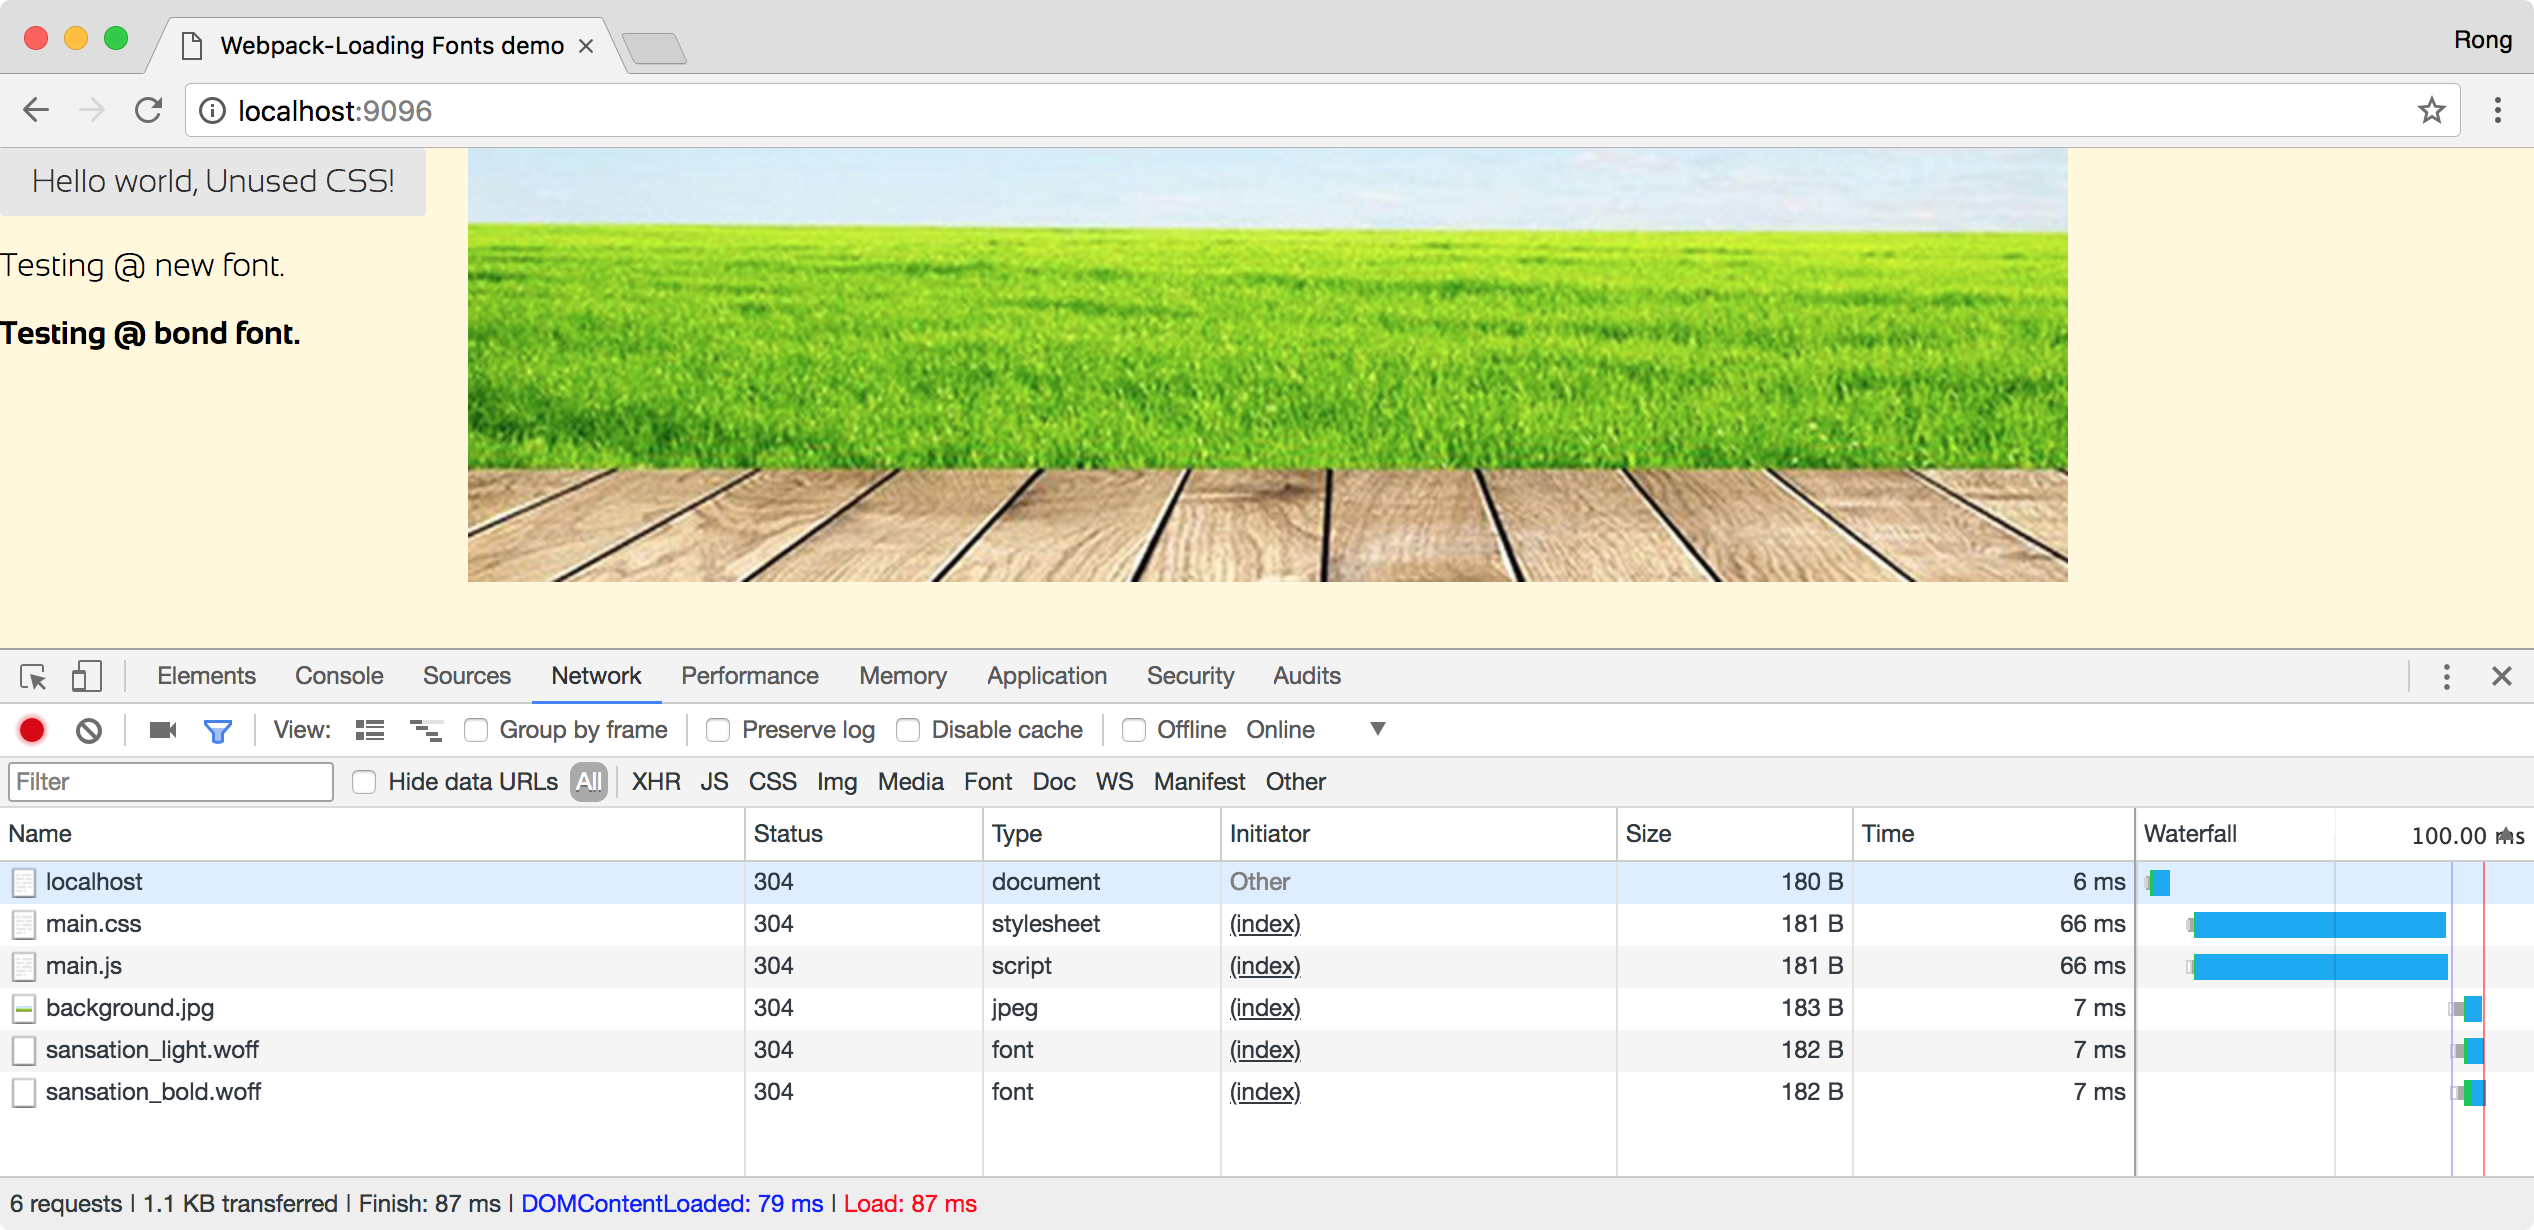 Webpack-Loading Fonts demo
Rong
localhost:9096
Hello world, Unused CSS!
Testing @ new font.
Testing @ bond font.
Elements Console Sources Network Performance Memory Application Security Audits
View: Group by frame Preserve log Disable cache Offline Online
Filter Hide data URLs All XHR JS CSS Img Media Font Doc WS Manifest Other
Name Status Type Initiator Size Time Waterfall 100.00 ms
localhost 304 document Other 180 B 6 ms
main.css 304 stylesheet (index) 181 B 66 ms
main.js 304 script (index) 181 B 66 ms
background.jpg 304 jpeg (index) 183 B 7 ms
sansation_light.woff 304 font (index) 182 B 7 ms
sansation_bold.woff 304 font (index) 182 B 7 ms
6 requests | 1.1 KB transferred | Finish: 87 ms | DOMContentLoaded: 79 ms | Load: 87 ms